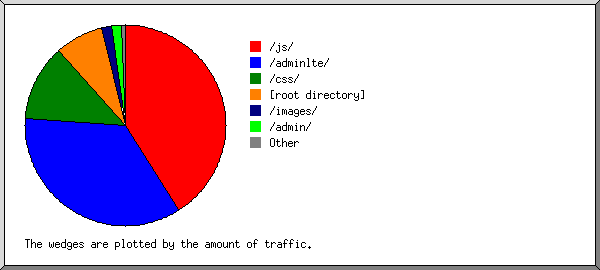 /js/
/adminlte/
/css/
[root directory]
/images/
/admin/
Other
The wedges are plotted by the amount of traffic.